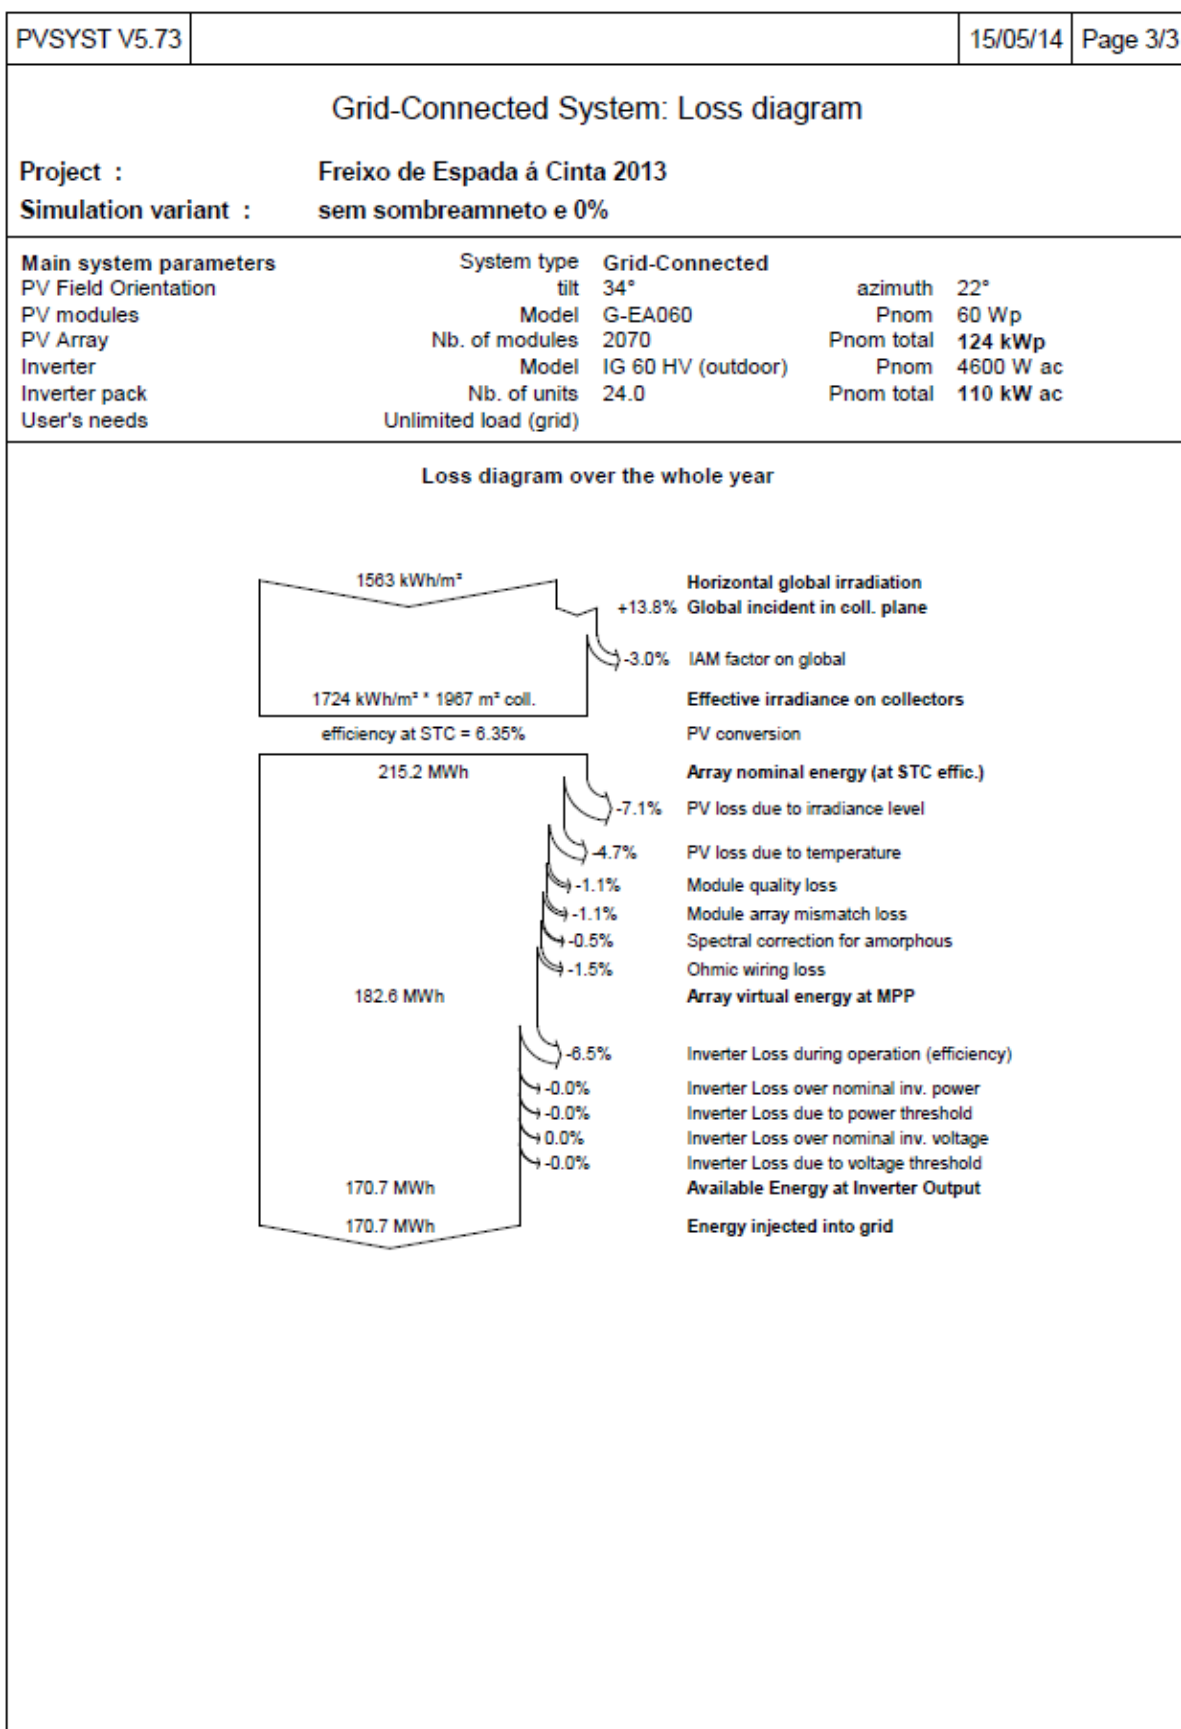 PVSYST V5.73 15/05/14 Page 3/3
Grid-Connected System: Loss diagram
Project : Freixo de Espada á Cinta 2013
Simulation variant : sem sombreamneto e 0%
Main system parameters System type Grid-Connected
PV Field Orientation tilt 34° azimuth 22°
PV modules Model G-EA060 Pnom 60 Wp
PV Array Nb. of modules 2070 Pnom total 124 kWp
Inverter Model IG 60 HV (outdoor) Pnom 4600 W ac
Inverter pack Nb. of units 24.0 Pnom total 110 kW ac
User's needs Unlimited load (grid)
Loss diagram over the whole year
1563 kWh/m² Horizontal global irradiation
+13.8% Global incident in coll. plane
-3.0% IAM factor on global
1724 kWh/m² * 1967 m² coll. Effective irradiance on collectors
efficiency at STC = 6.35% PV conversion
215.2 MWh Array nominal energy (at STC effic.)
-7.1% PV loss due to irradiance level
-4.7% PV loss due to temperature
-1.1% Module quality loss
-1.1% Module array mismatch loss
-0.5% Spectral correction for amorphous
-1.5% Ohmic wiring loss
182.6 MWh Array virtual energy at MPP
-6.5% Inverter Loss during operation (efficiency)
-0.0% Inverter Loss over nominal inv. power
-0.0% Inverter Loss due to power threshold
0.0% Inverter Loss over nominal inv. voltage
-0.0% Inverter Loss due to voltage threshold
170.7 MWh Available Energy at Inverter Output
170.7 MWh Energy injected into grid